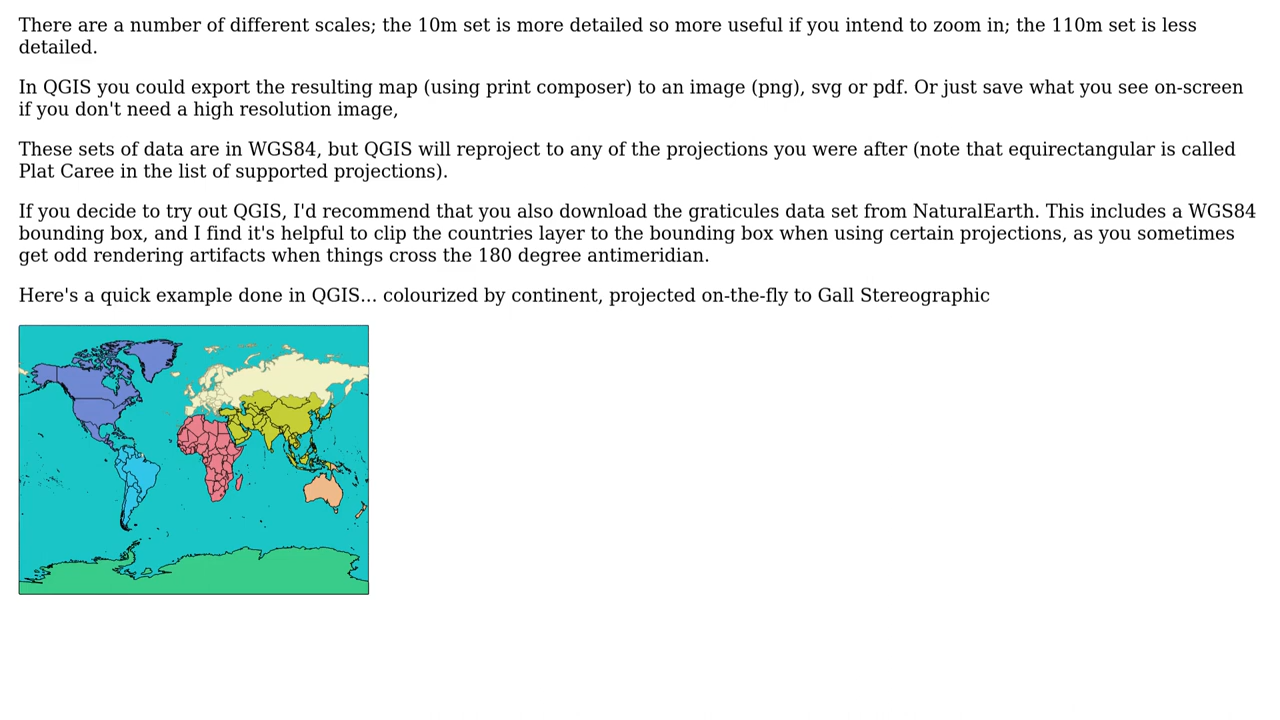 There are a number of different scales; the 10m set is more detailed so more useful if you intend to zoom in; the 110m set is less
detailed.
In QGIS you could export the resulting map (using print composer) to an image (png), svg or pdf. Or just save what you see on-screen
if you don't need a high resolution image,
These sets of data are in WGS84, but QGIS will reproject to any of the projections you were after (note that equirectangular is called
Plat Caree in the list of supported projections).
If you decide to try out QGIS, I'd recommend that you also download the graticules data set from NaturalEarth. This includes a WGS84
bounding box, and I find it's helpful to clip the countries layer to the bounding box when using certain projections, as you sometimes
get odd rendering artifacts when things cross the 180 degree antimeridian.
Here's a quick example done in QGIS... colourized by continent, projected on-the-fly to Gall Stereographic